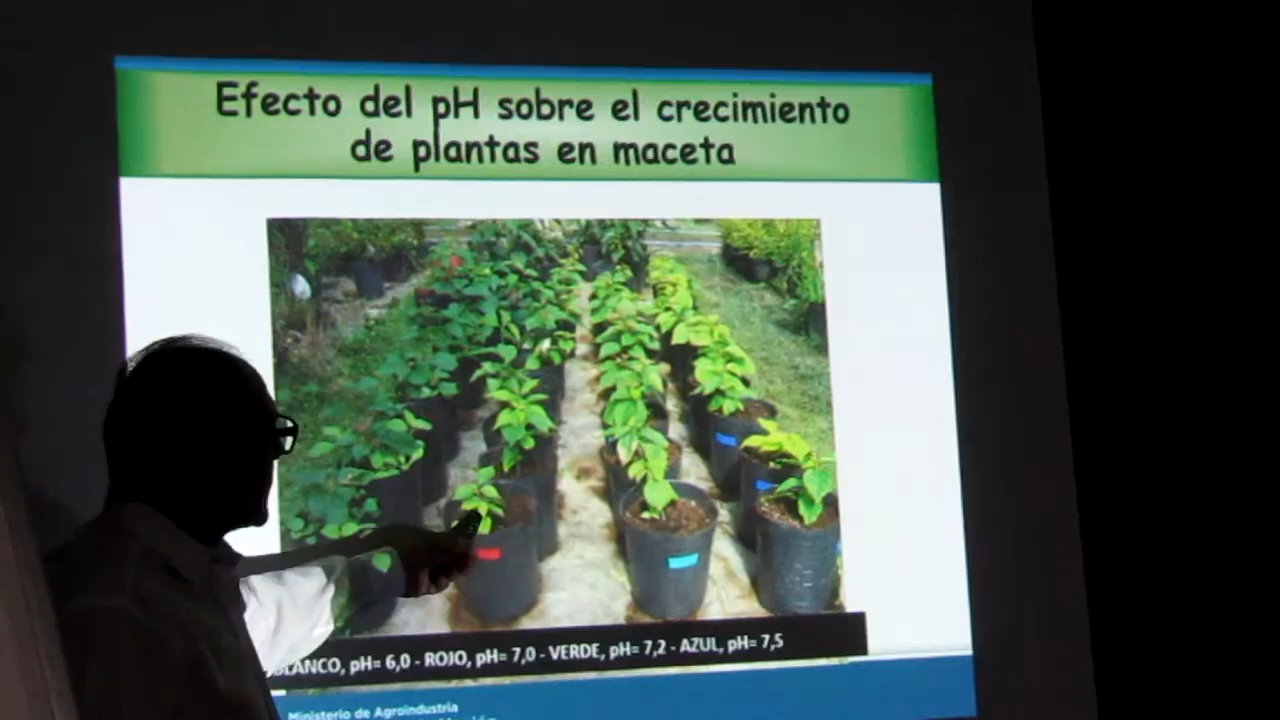 Efecto del pH sobre el crecimiento
de plantas en maceta
BLANCO, pH= 6,0 - ROJO, pH= 7,0 - VERDE, pH= 7,2 - AZUL, pH= 7,5
Ministerio de Agroindustria